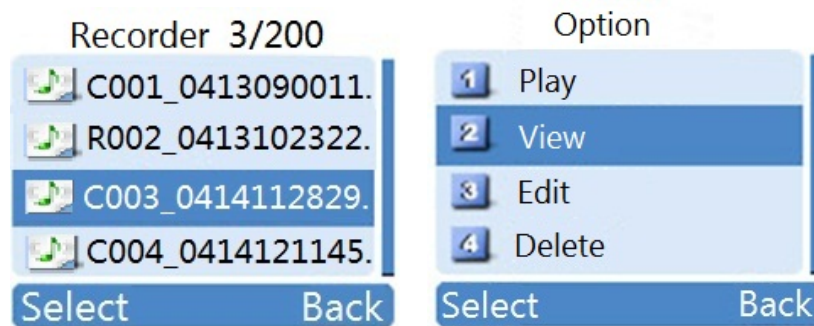 Recorder 3/200
C001_0413090011.
R002_0413102322.
C003_0414112829.
C004_0414121145.
Select Back
Option
1 Play
2 View
3 Edit
4 Delete
Select Back